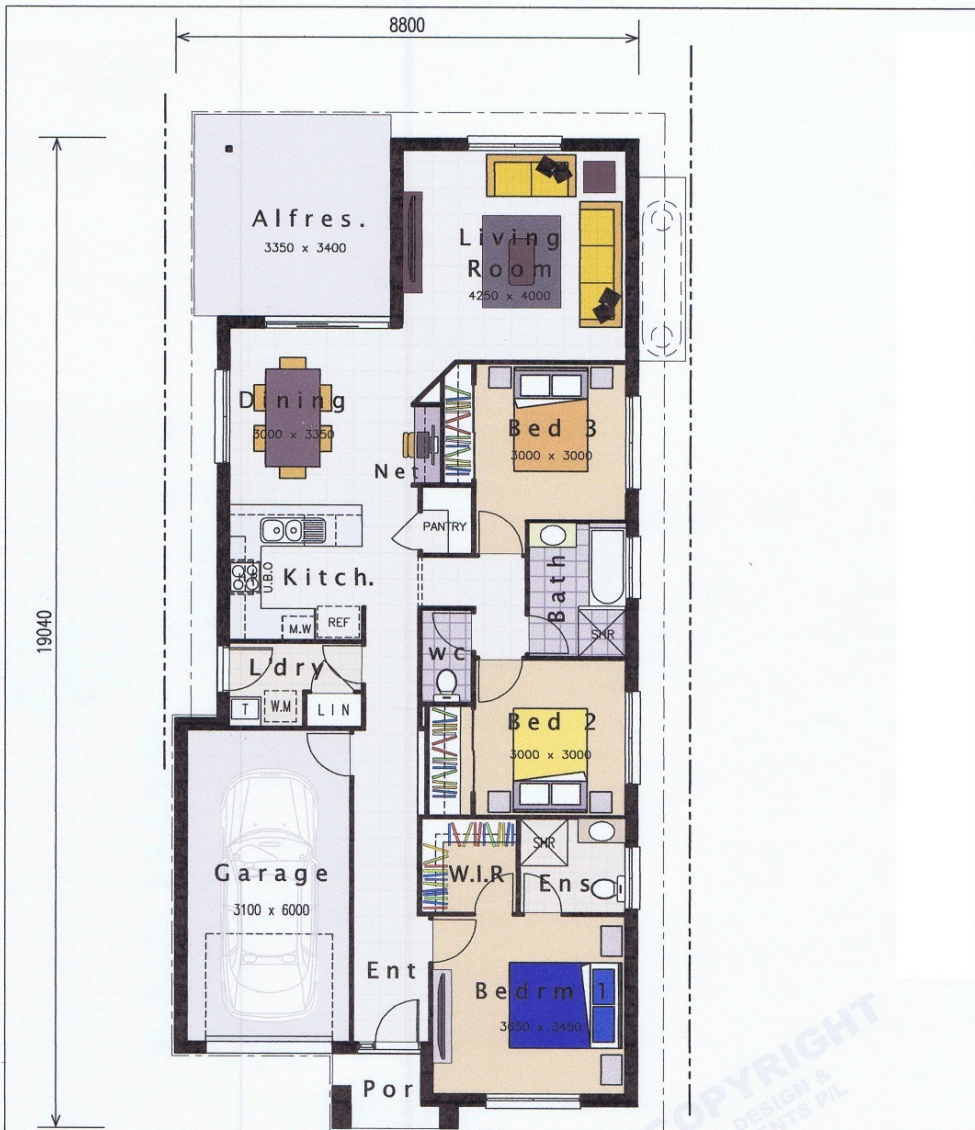 8800
19040
Alfres.
3350 x 3400
Living
Room
4250 x 4000
Dining
3000 x 3350
Net
Bed 3
3000 x 3000
PANTRY
Kitch.
U.B.O
M.W
REF
Bath
SHR
WC
L'dry
T
W.M
LIN
Bed 2
3000 x 3000
Garage
3100 x 6000
W.I.R
SHR
Ens
Ent
Bedrm 1
3650 x 3450
Por
COPYRIGHT
DESIGN &
P/L